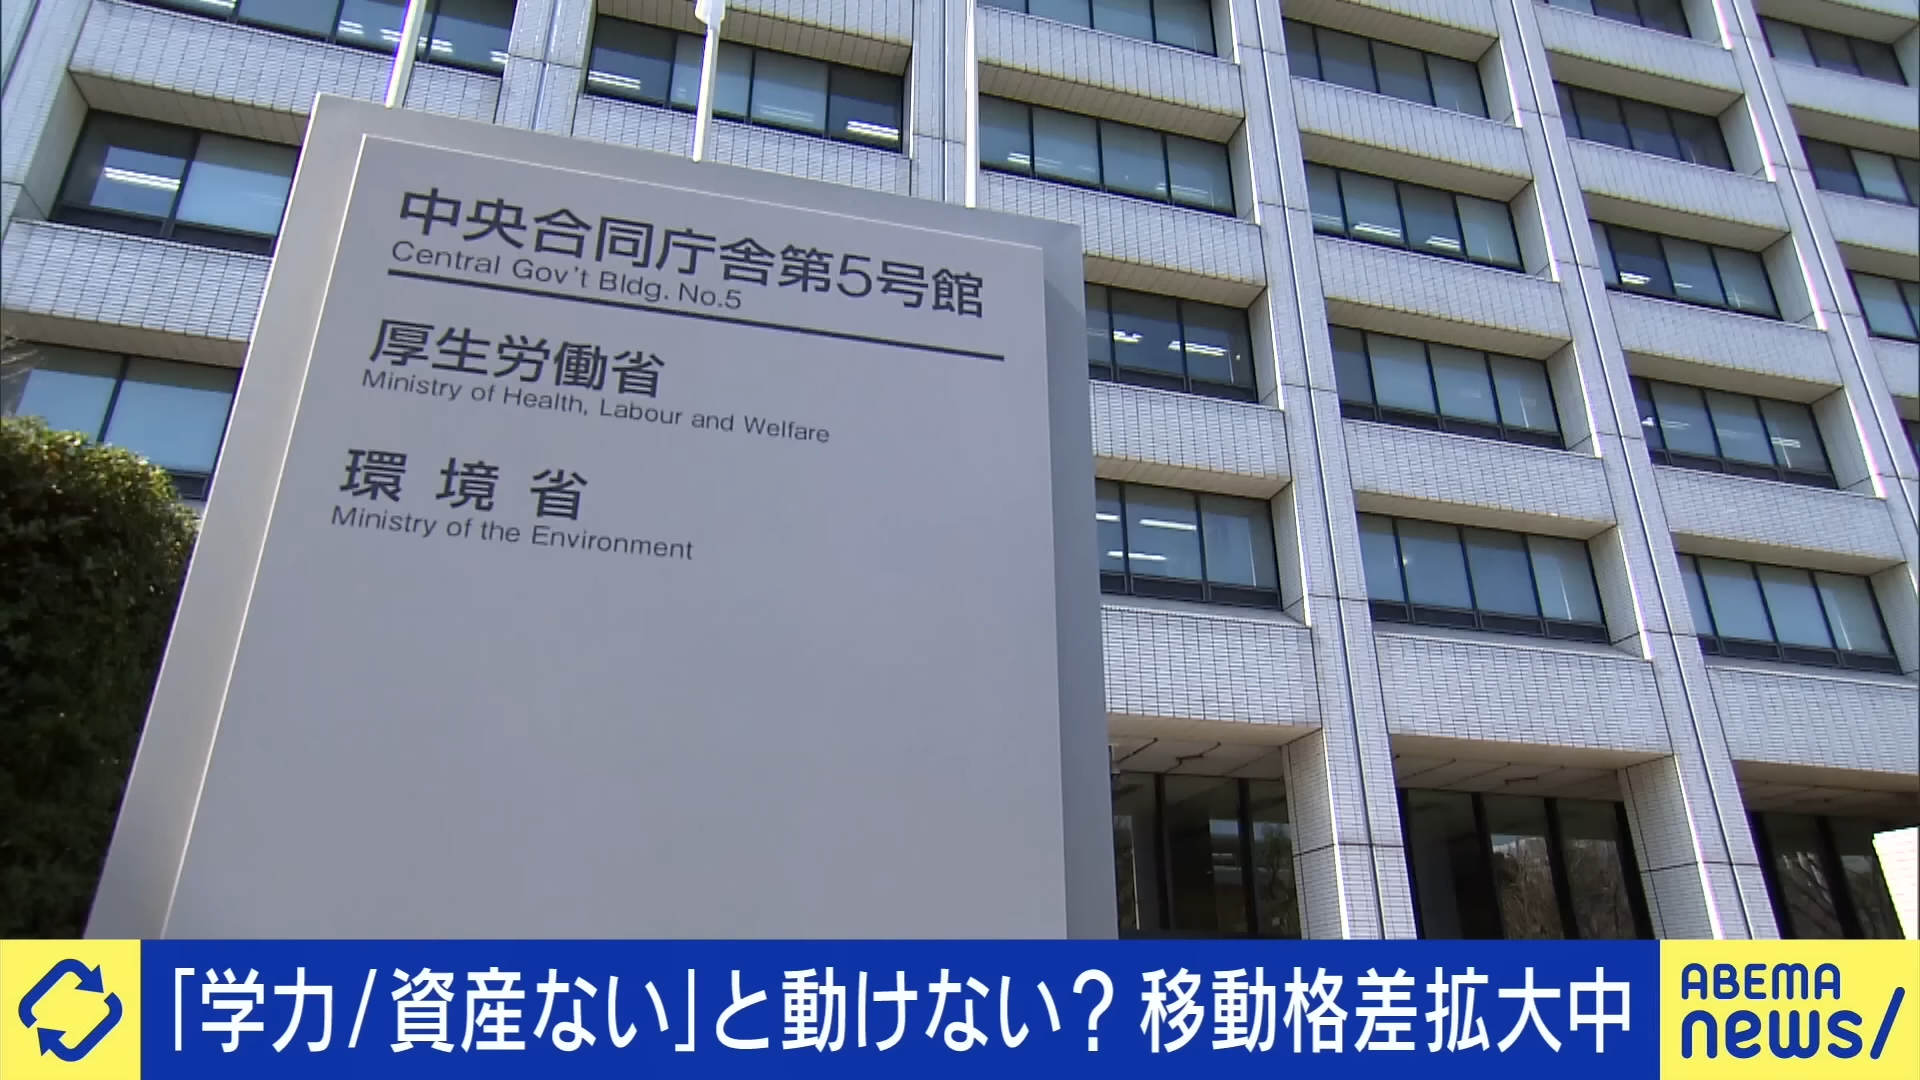 中央合同庁舎第5号館
Central Gov't Bldg. No.5
厚生労働省
Ministry of Health, Labour and Welfare
環境省
Ministry of the Environment
「学力/資産ない」と動けない？移動格差拡大中
ABEMA
news/